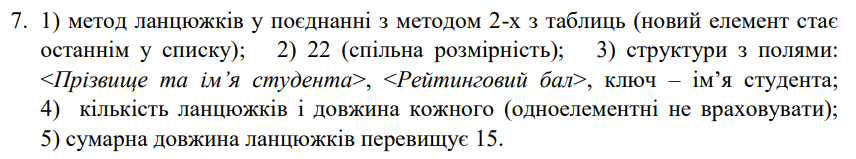 7. 1) метод ланцюжків у поєднанні з методом 2-х з таблиць (новий елемент стає
останнім у списку); 2) 22 (спільна розмірність); 3) структури з полями:
<Прізвище та ім’я студента>, <Рейтинговий бал>, ключ – ім’я студента;
4) кількість ланцюжків і довжина кожного (одноелементні не враховувати);
5) сумарна довжина ланцюжків перевищує 15.